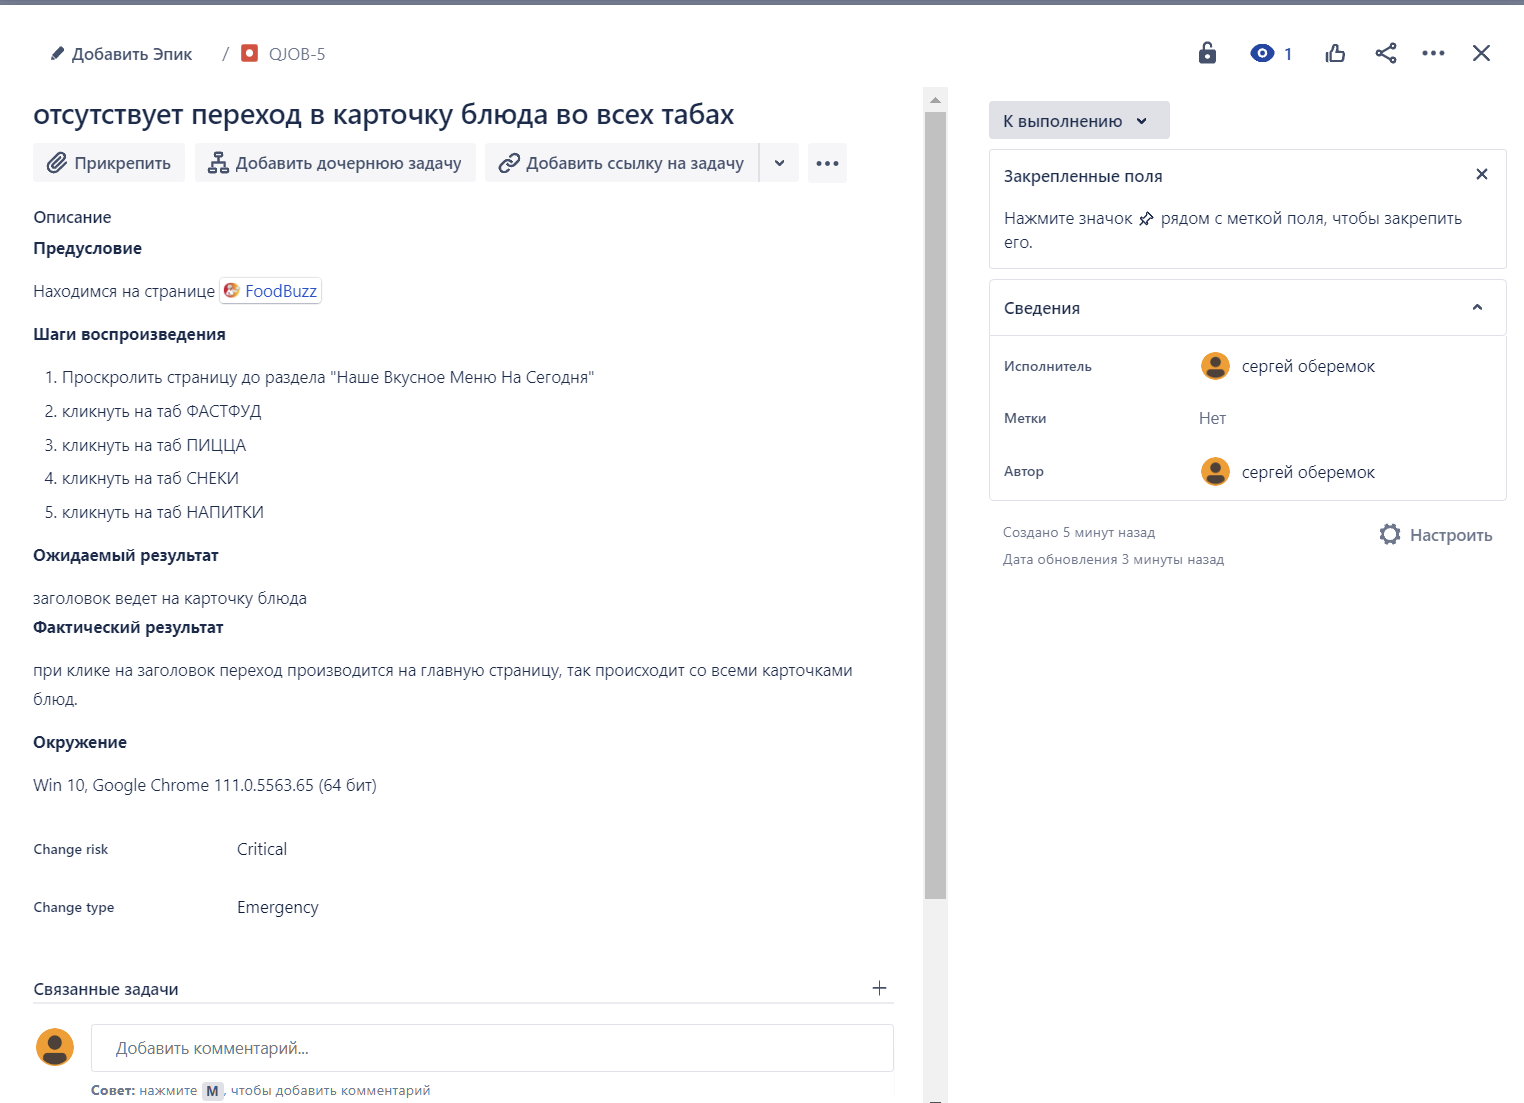 Добавить Эпик / QJOB-5
1
отсутствует переход в карточку блюда во всех табах
Прикрепить
Добавить дочернюю задачу
Добавить ссылку на задачу
Описание
Предусловие
Находимся на странице FoodBuzz
Шаги воспроизведения
1. Проскролить страницу до раздела "Наше Вкусное Меню На Сегодня"
2. кликнуть на таб ФАСТФУД
3. кликнуть на таб ПИЦЦА
4. кликнуть на таб СНЕКИ
5. кликнуть на таб НАПИТКИ
Ожидаемый результат
заголовок ведет на карточку блюда
Фактический результат
при клике на заголовок переход производится на главную страницу, так происходит со всеми карточками
блюд.
Окружение
Win 10, Google Chrome 111.0.5563.65 (64 бит)
Change risk Critical
Change type Emergency
Связанные задачи
Добавить комментарий...
Совет: нажмите M, чтобы добавить комментарий
К выполнению
Закрепленные поля
Нажмите значок рядом с меткой поля, чтобы закрепить
его.
Сведения
Исполнитель сергей оберемок
Метки Нет
Автор сергей оберемок
Создано 5 минут назад
Дата обновления 3 минуты назад
Настроить